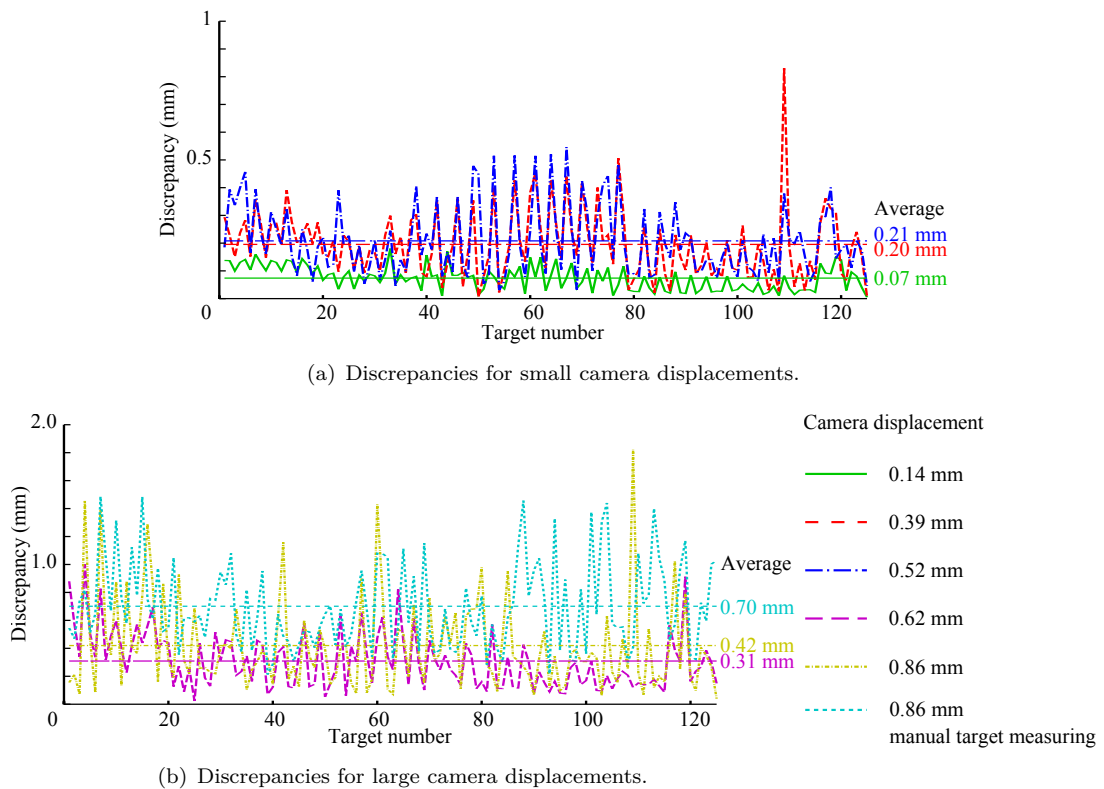 1
Discrepancy (mm)
0.5
Average
0.21 mm
0.20 mm
0.07 mm
0
20
40
60
80
100
120
Target number
(a) Discrepancies for small camera displacements.
2.0
Discrepancy (mm)
1.0
Average
0.70 mm
0.42 mm
0.31 mm
0
20
40
60
80
100
120
Target number
Camera displacement
0.14 mm
0.39 mm
0.52 mm
0.62 mm
0.86 mm
0.86 mm
manual target measuring
(b) Discrepancies for large camera displacements.